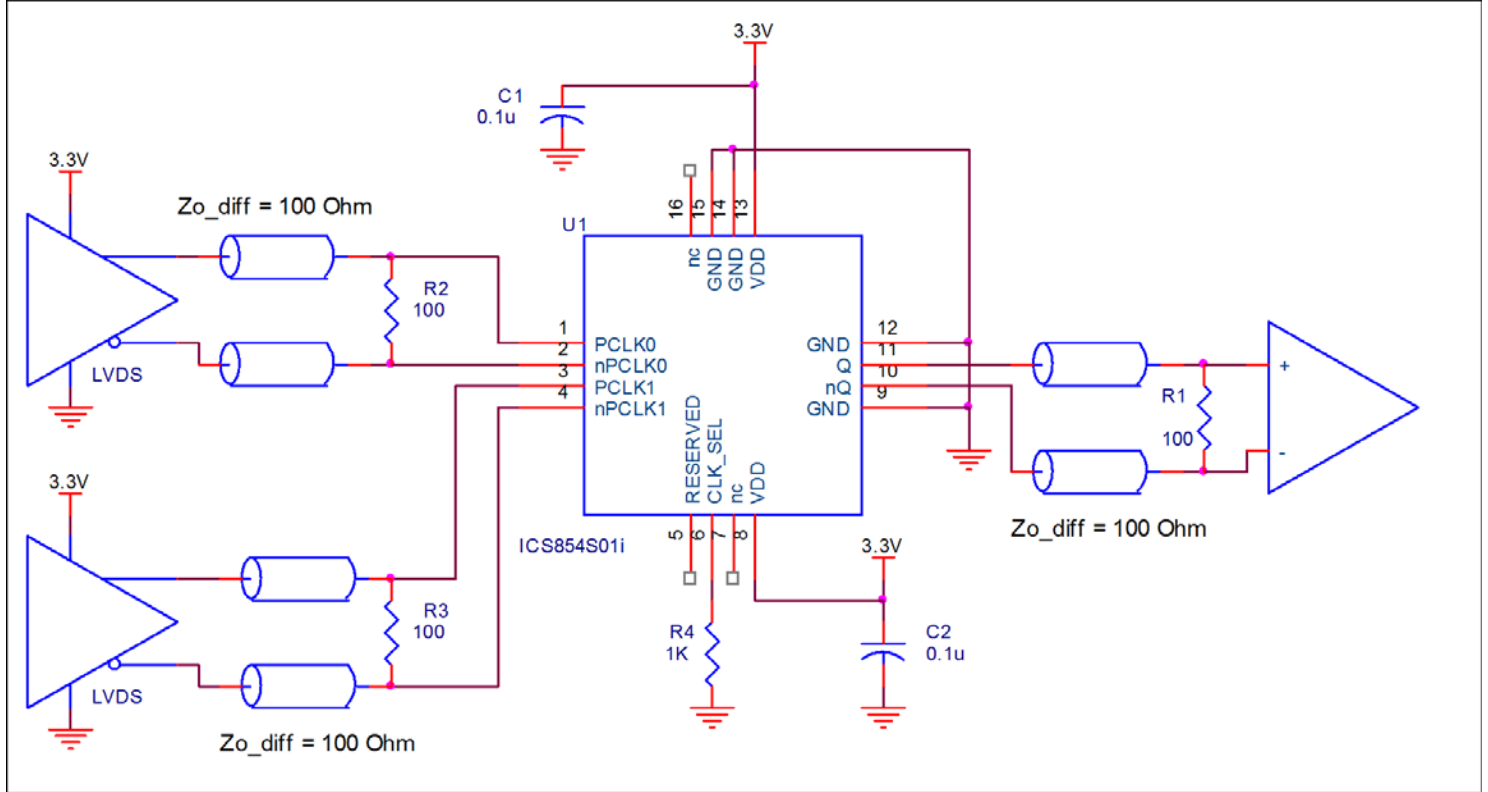 3.3V
C1
0.1u
3.3V
Zo_diff = 100 Ohm
16
15
14
13
U1
nc
GND
GND
VDD
R2
100
1
PCLK0
2
nPCLK0
3
PCLK1
4
nPCLK1
LVDS
12
GND
11
Q
10
nQ
9
GND
+
R1
100
-
RESERVED
CLK_SEL
nc
VDD
3.3V
5
6
7
8
ICS854S01i
Zo_diff = 100 Ohm
3.3V
R3
100
R4
1K
C2
0.1u
LVDS
Zo_diff = 100 Ohm